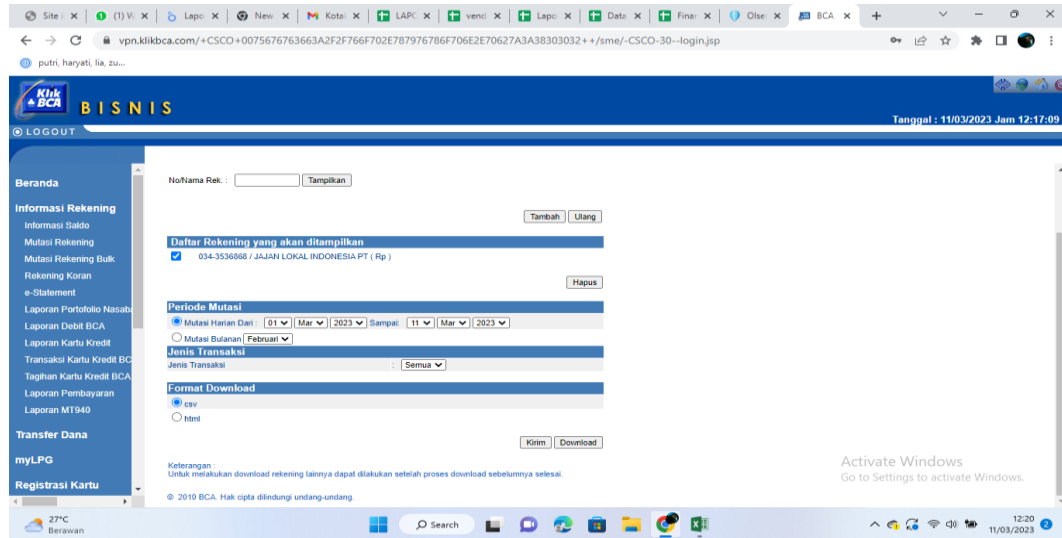 Site i
(1) W
Lapo
New
Kotal
LAPC
vend
Lapo
Data
Finar
Olse
BCA
vpn.klikbca.com/+CSCO+0075676763663A2F2F766F702E787976786F706E2E70627A3A38303032++/sme/-CSCO-30--login.jsp
putri, haryati, lia, zu...
Klik
BCA
BISNIS
Tanggal : 11/03/2023 Jam 12:17:09
LOGOUT
Beranda
Informasi Rekening
Informasi Saldo
Mutasi Rekening
Mutasi Rekening Bulk
Rekening Koran
e-Statement
Laporan Portofolio Nasab
Laporan Debit BCA
Laporan Kartu Kredit
Transaksi Kartu Kredit BC
Tagihan Kartu Kredit BCA
Laporan Pembayaran
Laporan MT940
Transfer Dana
myLPG
Registrasi Kartu
No/Nama Rek. : Tampilkan
Tambah Ulang
Daftar Rekening yang akan ditampilkan
034-3536868 / JAJAN LOKAL INDONESIA PT ( Rp )
Hapus
Periode Mutasi
Mutasi Harian Dari : 01 Mar 2023 Sampai: 11 Mar 2023
Mutasi Bulanan Februari
Jenis Transaksi
Jenis Transaksi : Semua
Format Download
csv
html
Kirim Download
Keterangan :
Untuk melakukan download rekening lainnya dapat dilakukan setelah proses download sebelumnya selesai.
© 2010 BCA. Hak cipta dilindungi undang-undang.
Activate Windows
Go to Settings to activate Windows.
27°C
Berawan
Search
12:20
11/03/2023
2